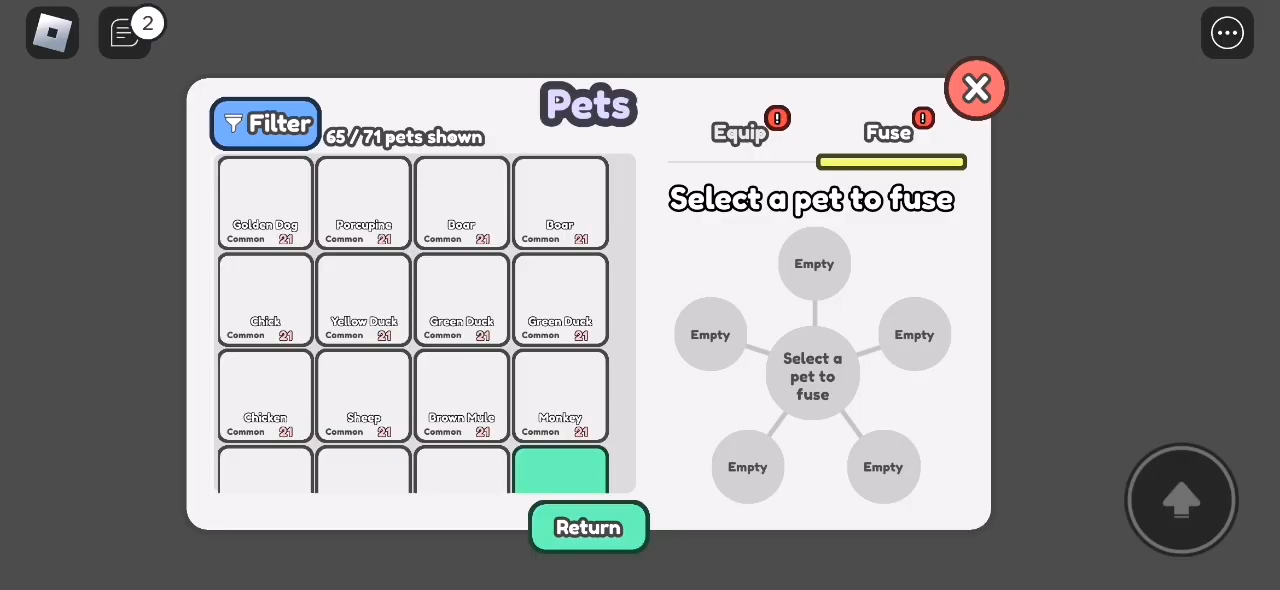 2
Pets
Filter
65/71 pets shown
Equip !
Fuse !
Select a pet to fuse
Golden Dog
Common 21
Porcupine
Common 21
Boar
Common 21
Boar
Common 21
Chick
Common 21
Yellow Duck
Common 21
Green Duck
Common 21
Green Duck
Common 21
Chicken
Common 21
Sheep
Common 21
Brown Mule
Common 21
Monkey
Common 21
Empty
Empty
Empty
Select a
pet to
fuse
Empty
Empty
Return